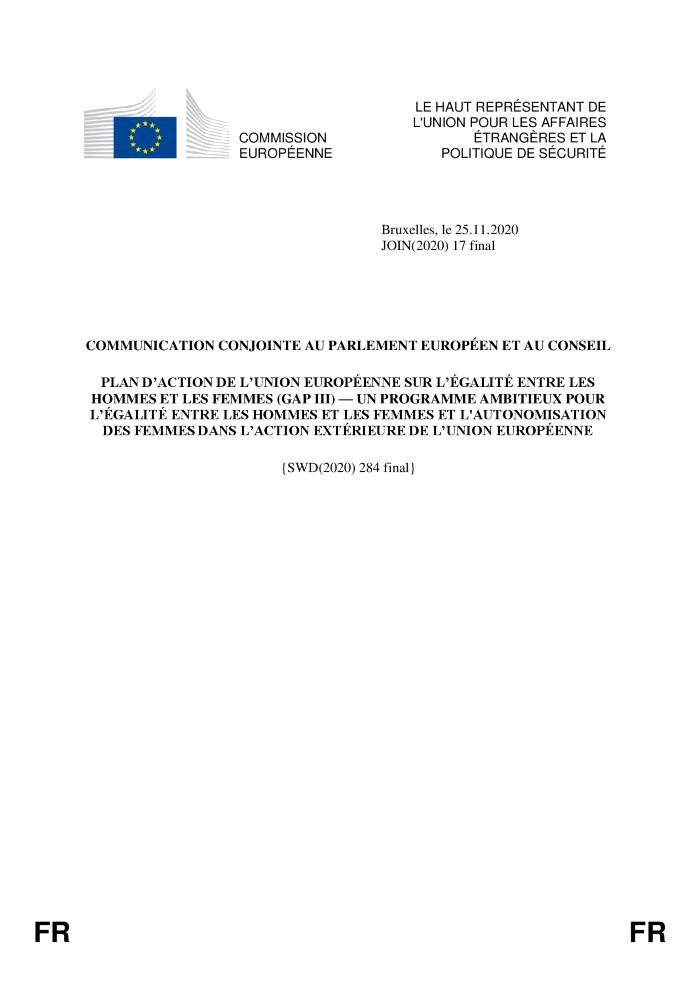 COMMISSION
EUROPÉENNE
LE HAUT REPRÉSENTANT DE
L'UNION POUR LES AFFAIRES
ÉTRANGÈRES ET LA
POLITIQUE DE SÉCURITÉ
Bruxelles, le 25.11.2020
JOIN(2020) 17 final
COMMUNICATION CONJOINTE AU PARLEMENT EUROPÉEN ET AU CONSEIL
PLAN D’ACTION DE L’UNION EUROPÉENNE SUR L’ÉGALITÉ ENTRE LES
HOMMES ET LES FEMMES (GAP III) — UN PROGRAMME AMBITIEUX POUR
L’ÉGALITÉ ENTRE LES HOMMES ET LES FEMMES ET L'AUTONOMISATION
DES FEMMES DANS L’ACTION EXTÉRIEURE DE L’UNION EUROPÉENNE
{SWD(2020) 284 final}
FR FR